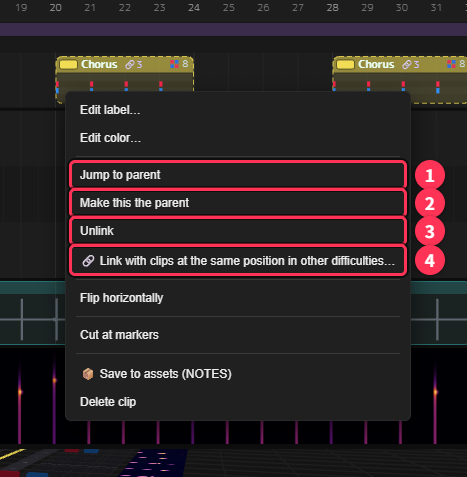 19 20 21 22 23 24 25 26 27 28 29 30 31
Chorus 3 8
Chorus 3 8
Edit label...
Edit color...
Jump to parent 1
Make this the parent 2
Unlink 3
Link with clips at the same position in other difficulties... 4
Flip horizontally
Cut at markers
Save to assets (NOTES)
Delete clip